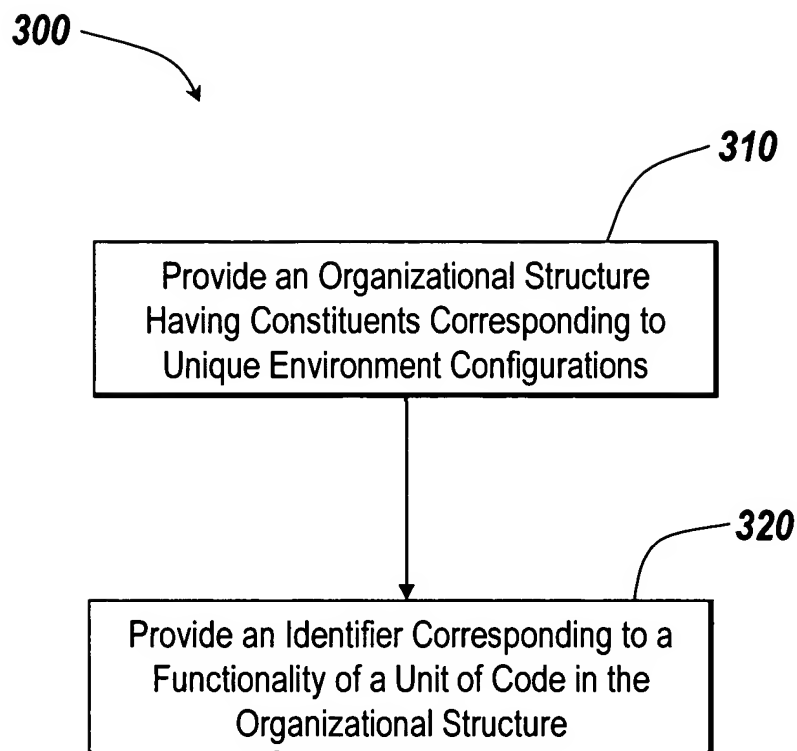 300
310
Provide an Organizational Structure
Having Constituents Corresponding to
Unique Environment Configurations
320
Provide an Identifier Corresponding to a
Functionality of a Unit of Code in the
Organizational Structure